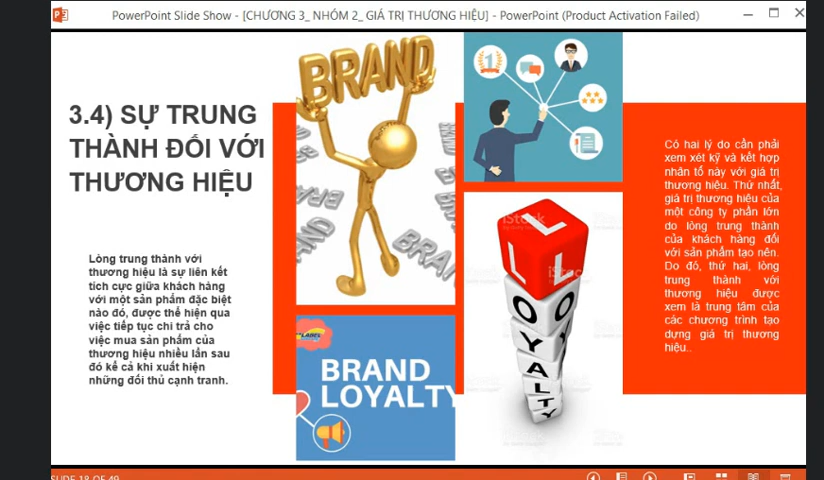 PowerPoint Slide Show - [CHƯƠNG 3_ NHÓM 2_ GIÁ TRỊ THƯƠNG HIỆU] - PowerPoint (Product Activation Failed)
3.4) SỰ TRUNG
THÀNH ĐỐI VỚI
THƯƠNG HIỆU
Lòng trung thành với
thương hiệu là sự liên kết
tích cực giữa khách hàng
với một sản phẩm đặc biệt
nào đó, được thể hiện qua
việc tiếp tục chi trả cho
việc mua sản phẩm của
thương hiệu nhiều lần sau
đó kể cả khi xuất hiện
những đối thủ cạnh tranh.
BRAND
BRAND
BRAND
BRAND
BRAND
LOYALTY
1
iStock
iStock
L
L
L
O
O
Y
A
L
T
Y
Có hai lý do cần phải
xem xét kỹ và kết hợp
nhân tố này với giá trị
thương hiệu. Thứ nhất,
giá trị thương hiệu của
một công ty phần lớn
do lòng trung thành
của khách hàng đối
với sản phẩm tạo nên.
Do đó, thứ hai, lòng
trung thành với
thương hiệu được
xem là trung tâm của
các chương trình tạo
dựng giá trị thương
hiệu..
SLIDE 18 OF 49